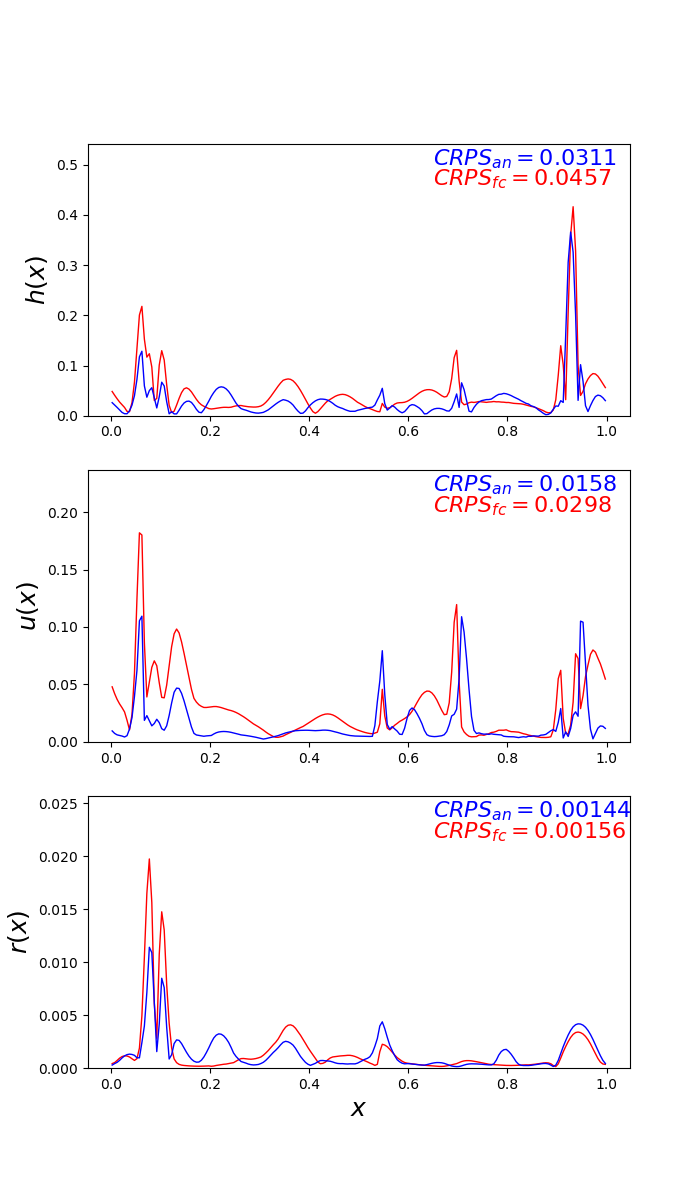 CRPS_an = 0.0311
CRPS_fc = 0.0457
0.5
0.4
0.3
0.2
0.1
0.0
h(x)
0.0 0.2 0.4 0.6 0.8 1.0
CRPS_an = 0.0158
CRPS_fc = 0.0298
0.20
0.15
0.10
0.05
0.00
u(x)
0.0 0.2 0.4 0.6 0.8 1.0
CRPS_an = 0.00144
CRPS_fc = 0.00156
0.025
0.020
0.015
0.010
0.005
0.000
r(x)
0.0 0.2 0.4 0.6 0.8 1.0
x